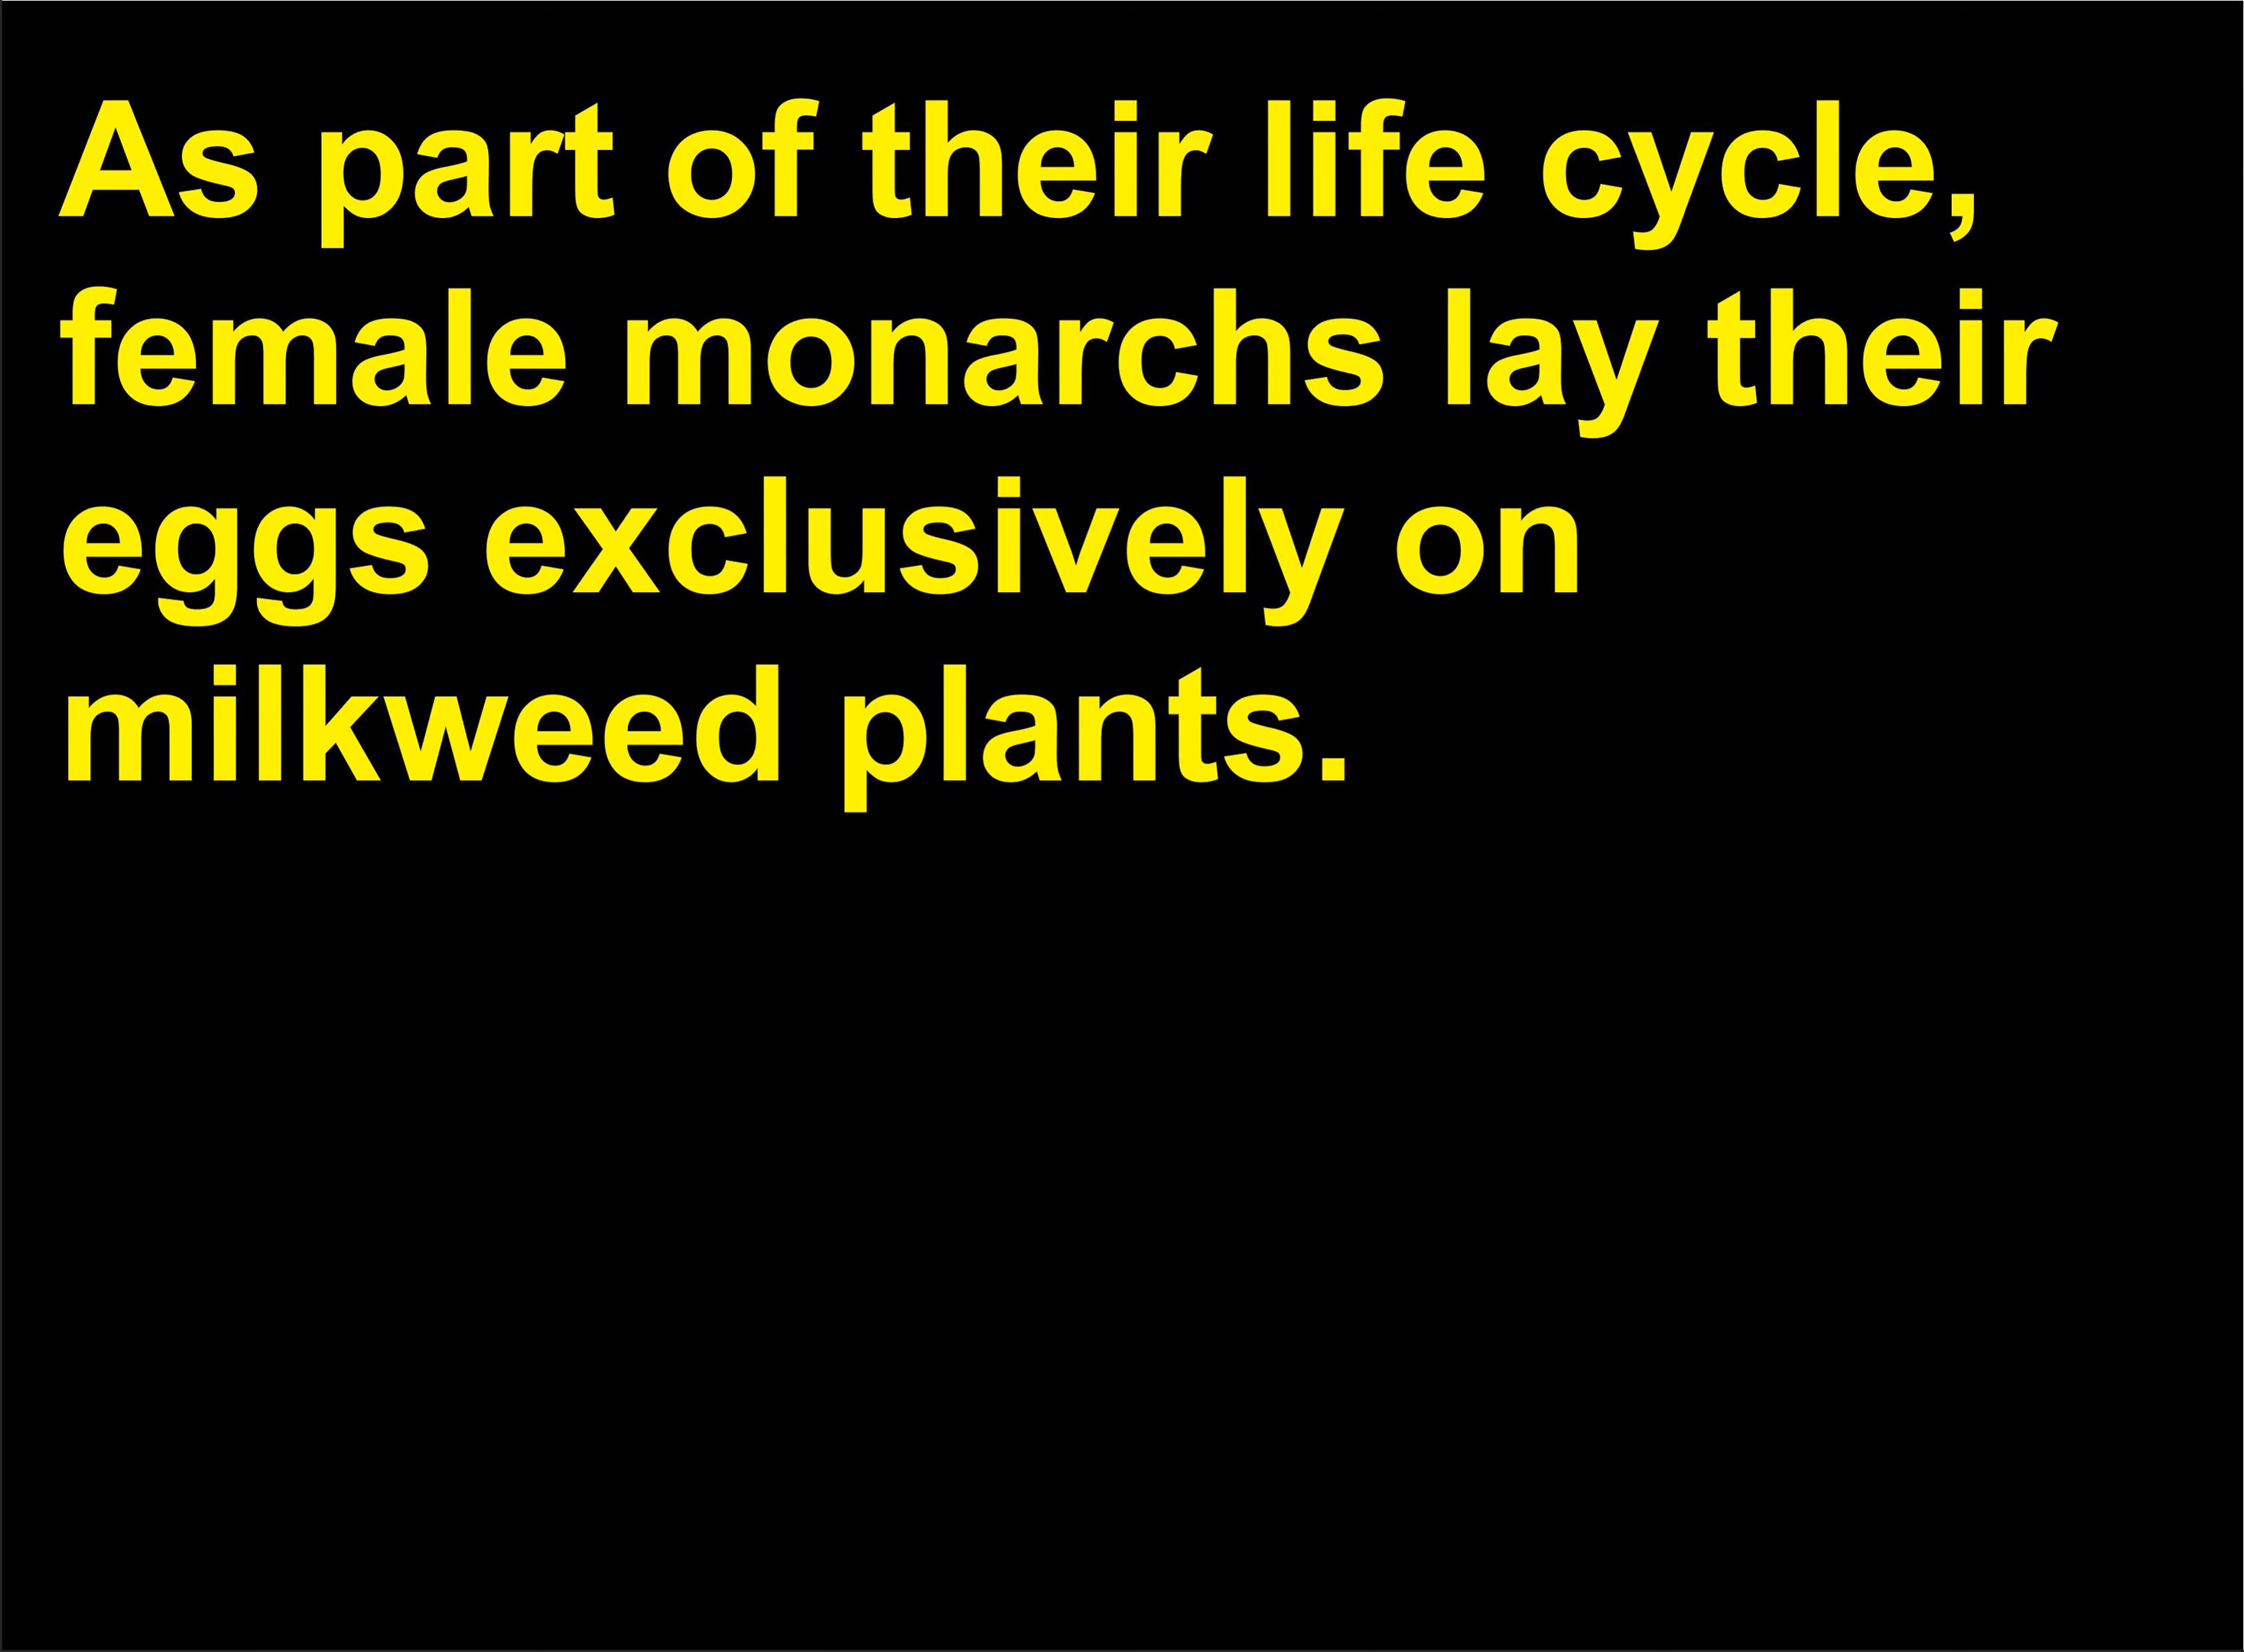 As part of their life cycle,
female monarchs lay their
eggs exclusively on
milkweed plants.